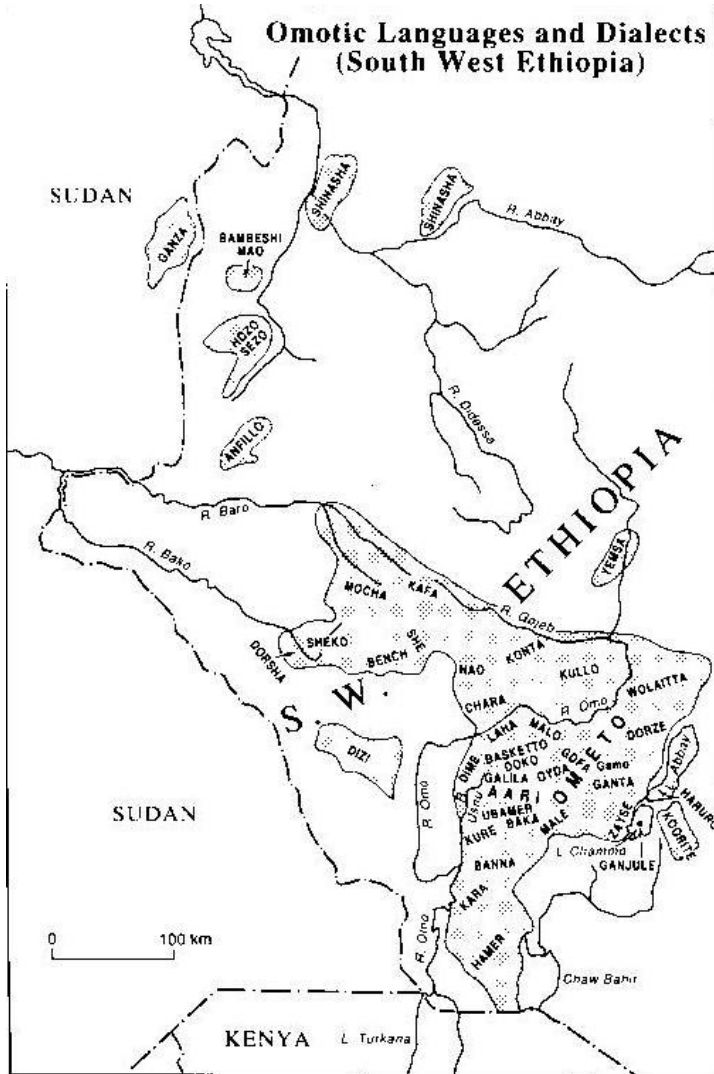 Omotic Languages and Dialects
(South West Ethiopia)
SUDAN
SHINASHA
SHINASHA
R. Abbay
GANZA
BAMBESHI
MAO
HOZO
SEZO
R. Didessa
ANFILLO
ETHIOPIA
R. Baro
R. Bako
YEMSA
MOCHA
KAFA
R. Gojeb
SHEKO
DORSHA
BENCH
SHE
NAO
KONTA
KULLO
WOLAITTA
CHARA
R. Omo
S. W.
DIZI
LAHA
MALO
DORZE
DIME
BASKETTO
DOKO
GOFA
Gamo
GALILA
OYDA
GANTA
OMETO
L. Abbay
R. Omo
R. Usnu
AARI
UBAMER
HARURO
SUDAN
KURE
BAKA
MALE
ZAYSE
KOORITE
L. Chamma
GANJULE
BANNA
KARA
0
100 km
R. Omo
HAMER
Chaw Bahir
KENYA
L. Turkana